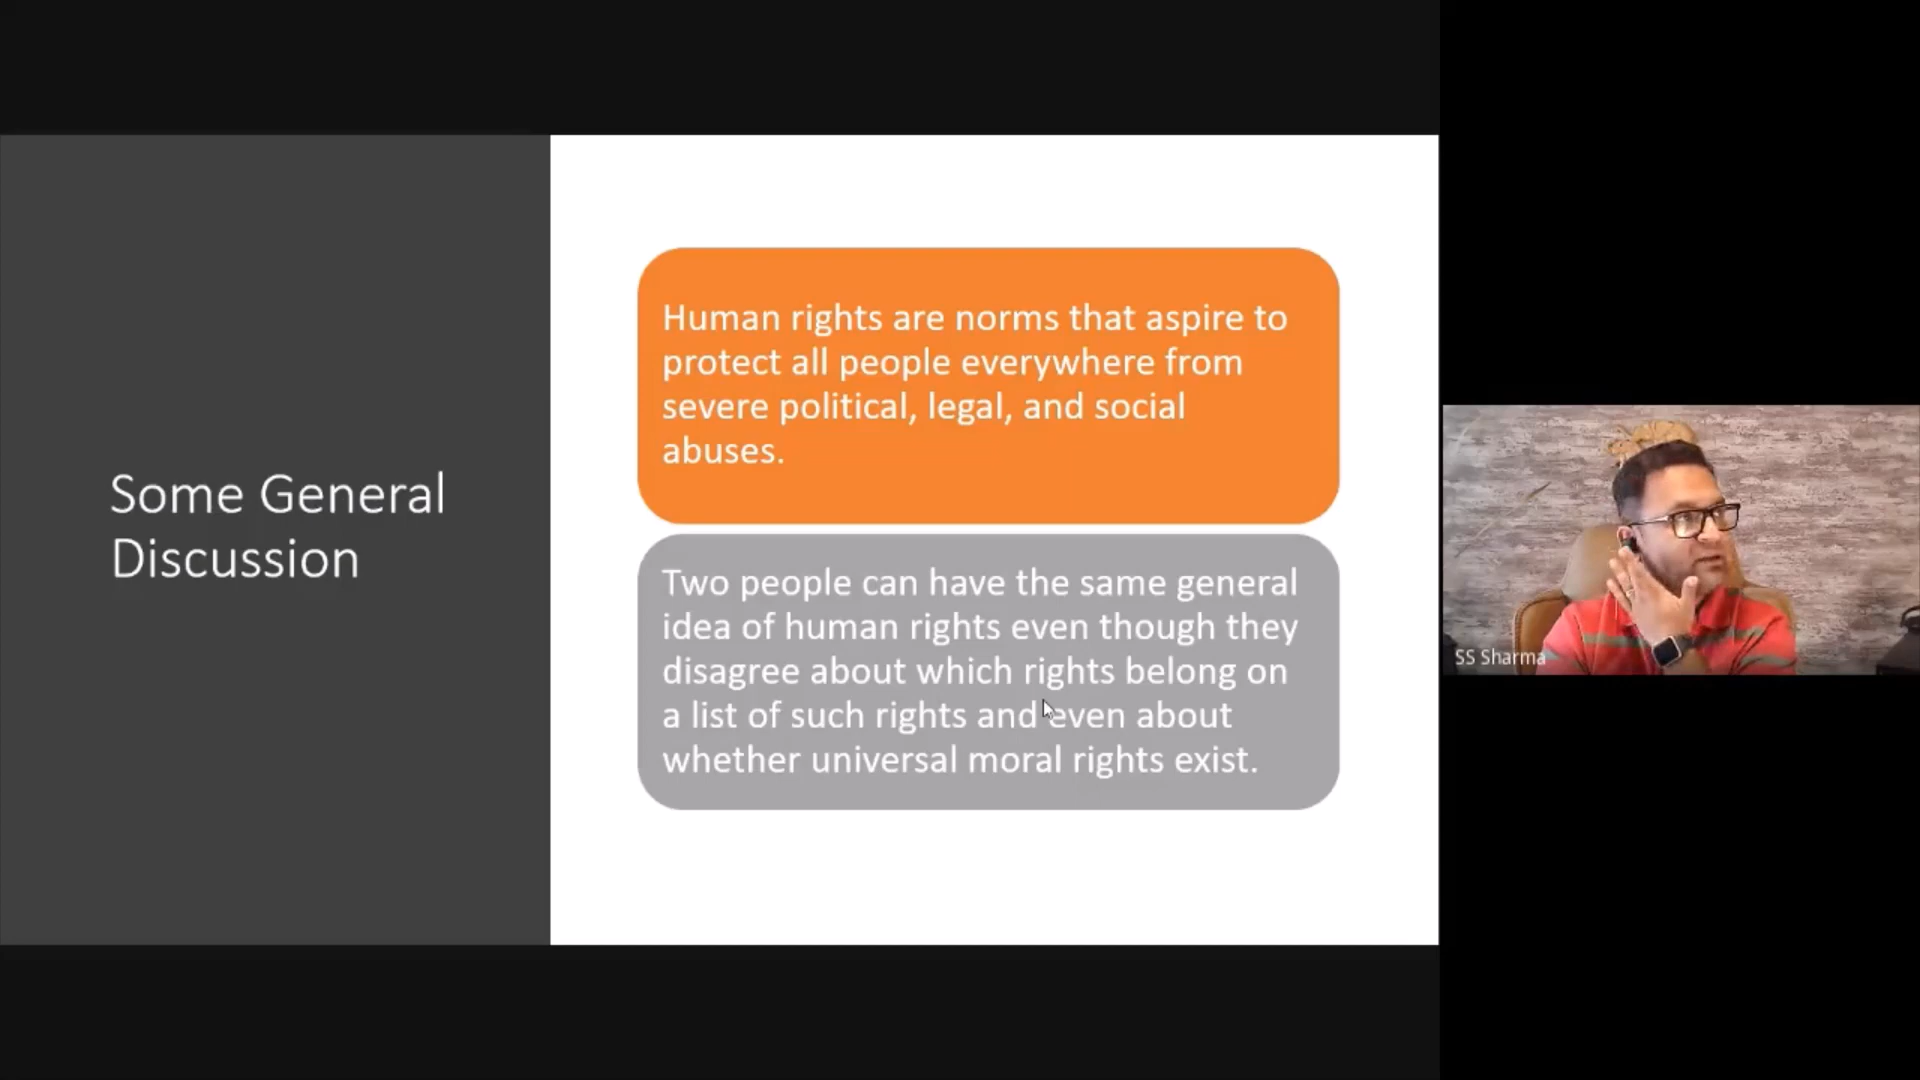 Some General
Discussion
Human rights are norms that aspire to
protect all people everywhere from
severe political, legal, and social
abuses.
Two people can have the same general
idea of human rights even though they
disagree about which rights belong on
a list of such rights and even about
whether universal moral rights exist.
SS Sharma